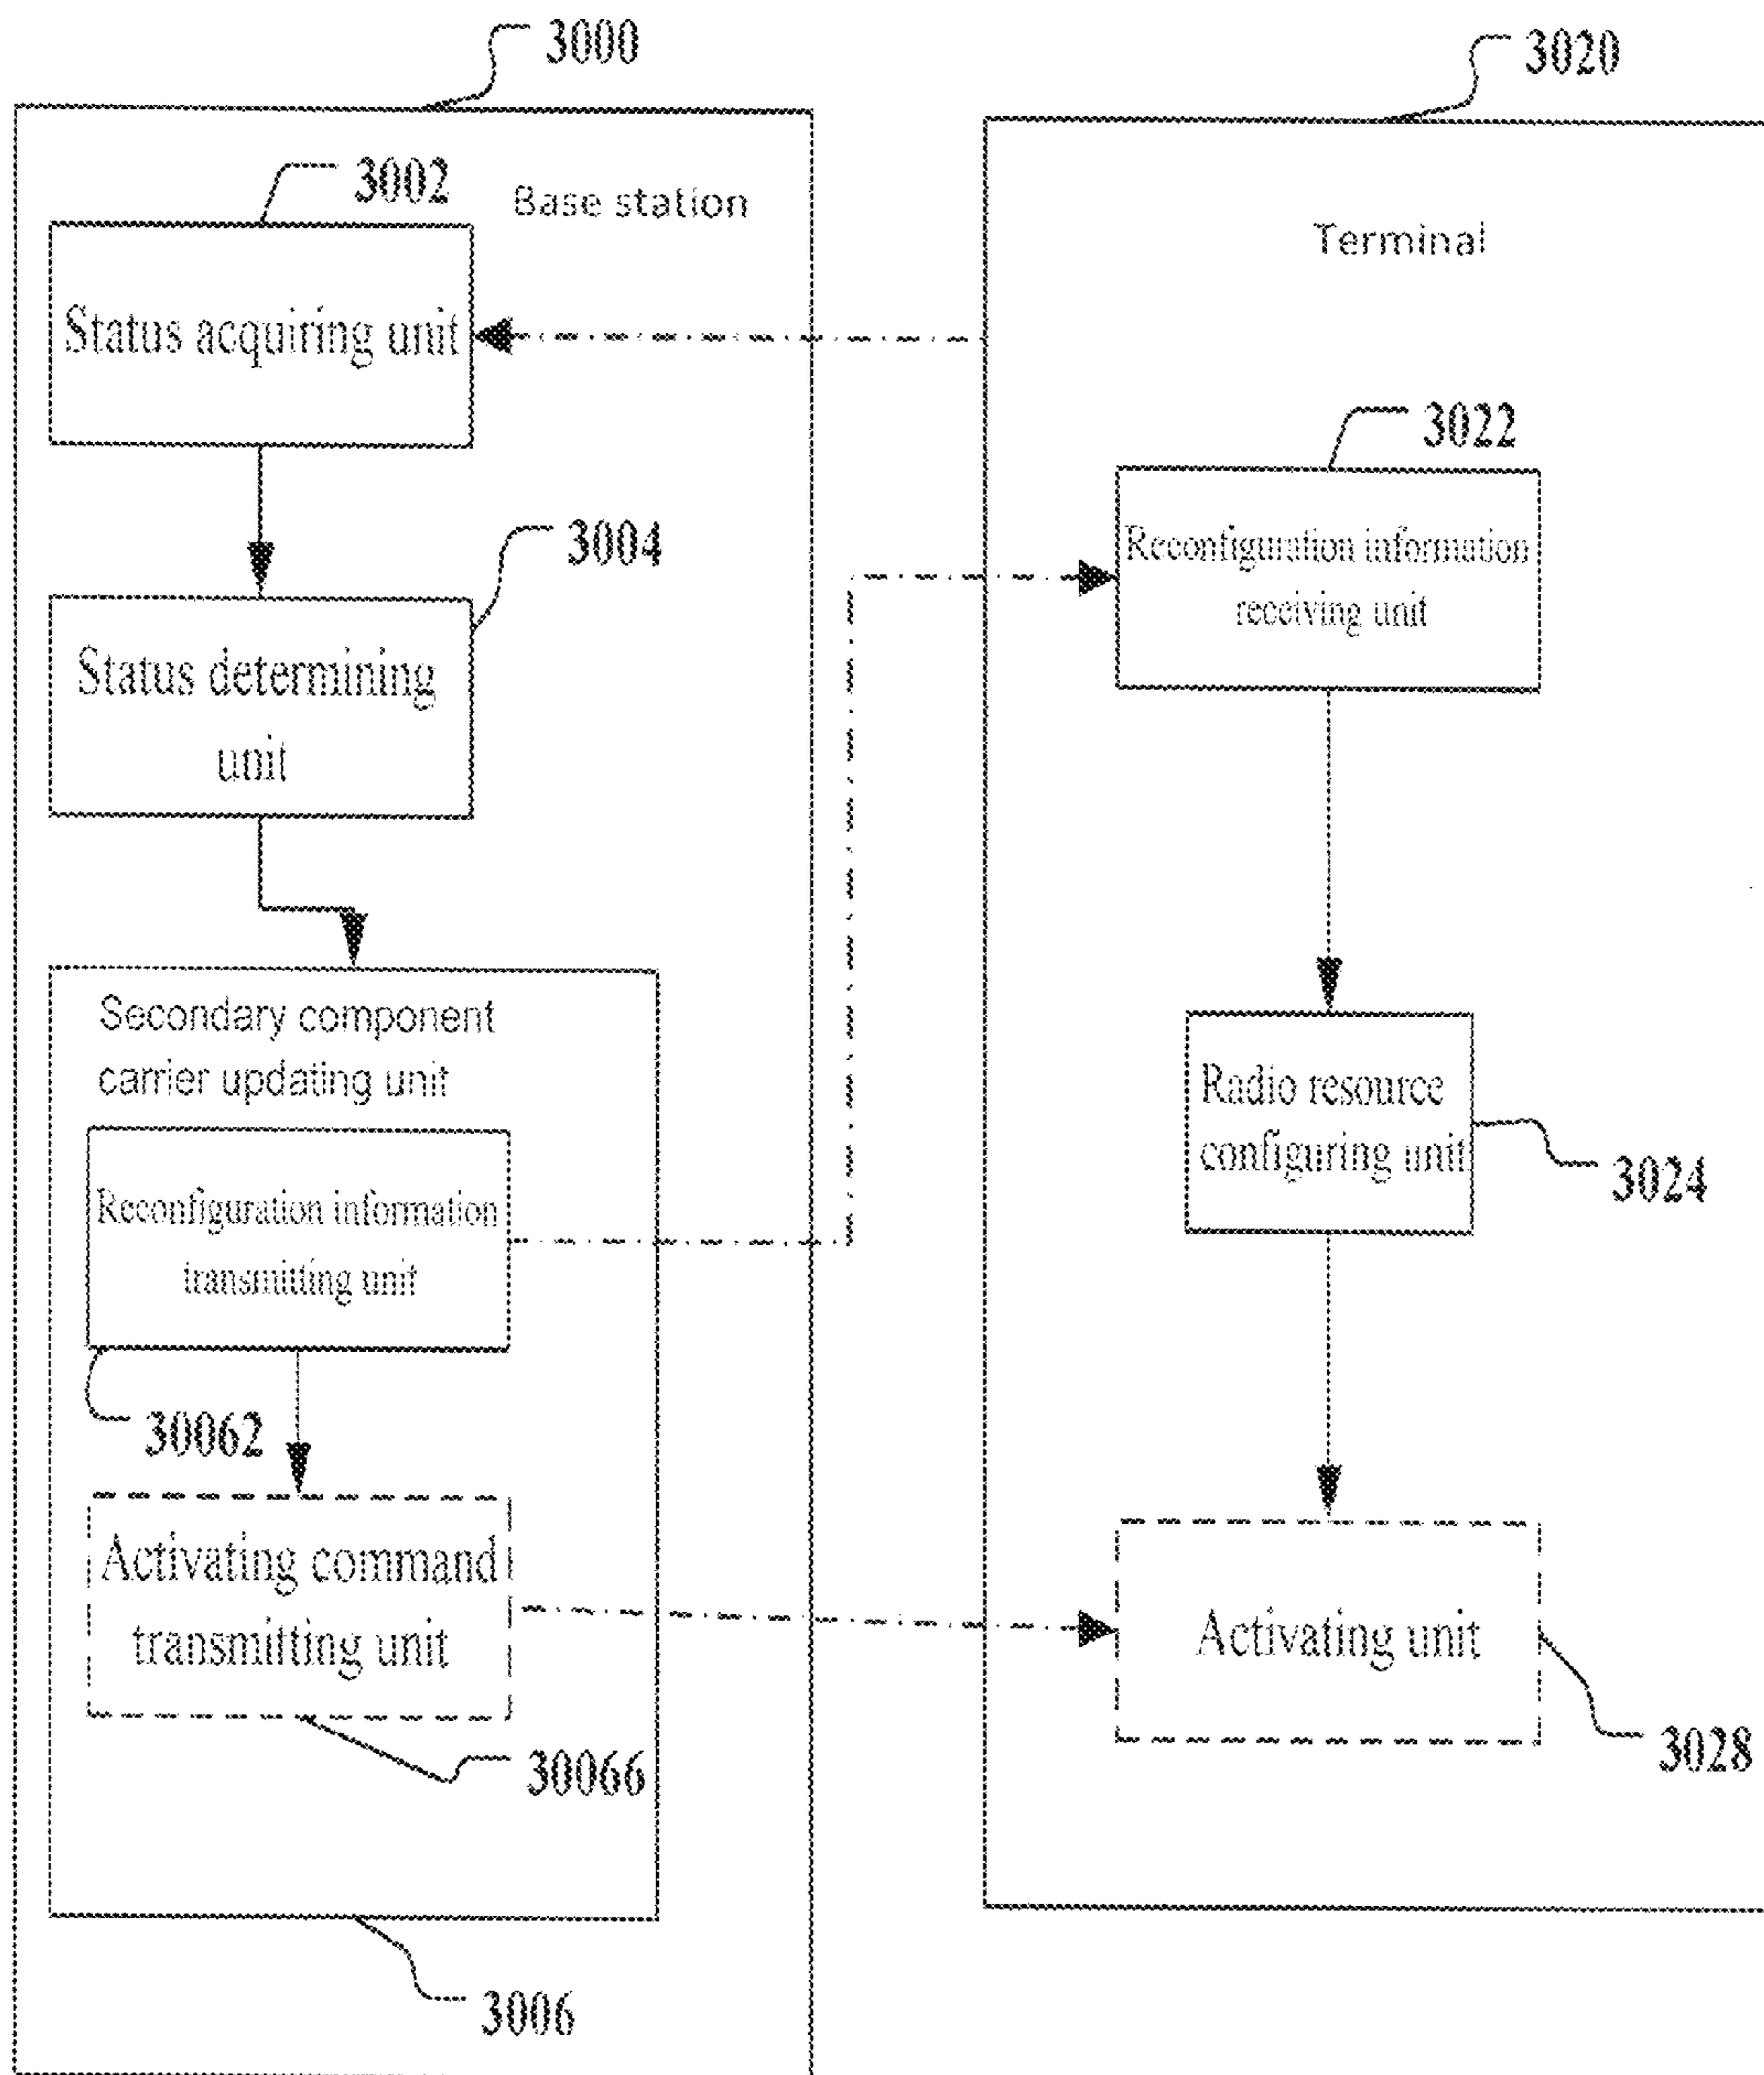 3000
3020
3002
Base station
Terminal
Status acquiring unit
3022
Reconfiguration information
receiving unit
3004
Status determining
unit
Secondary component
carrier updating unit
Radio resource
configuring unit
3024
Reconfiguration information
transmitting unit
30062
Activating command
transmitting unit
Activating unit
30066
3028
3006